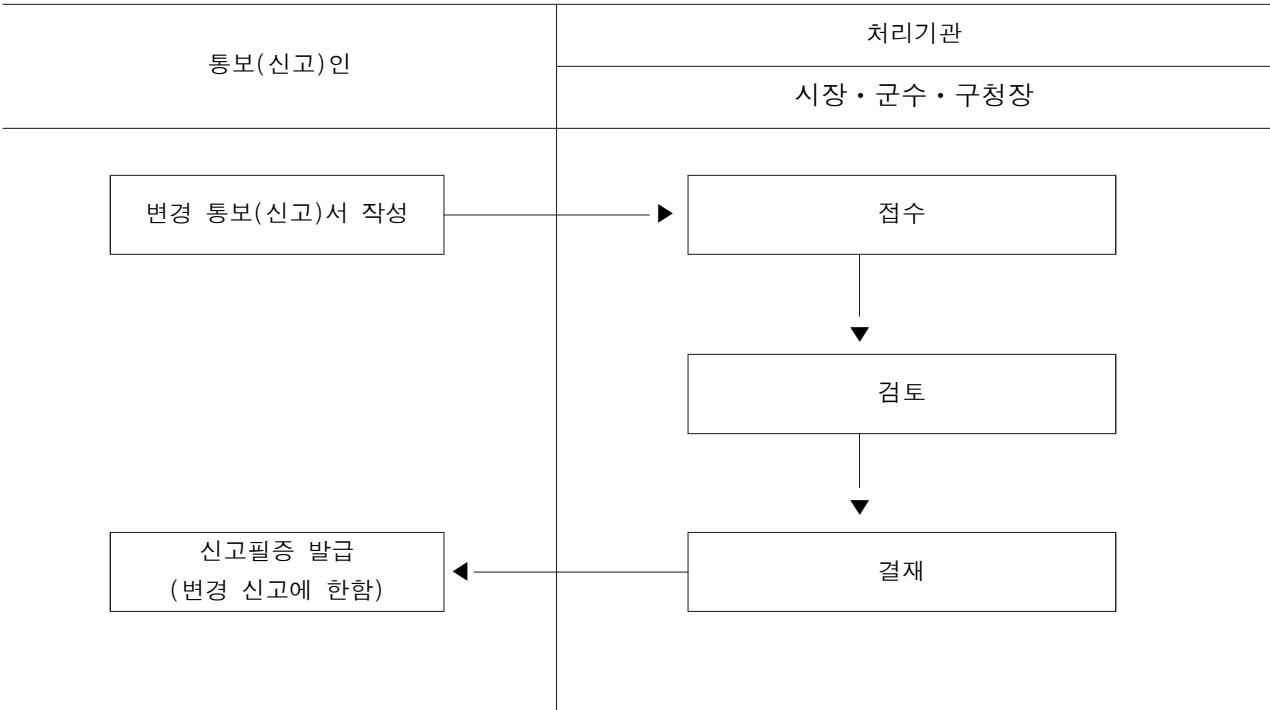 통보(신고)인
처리기관
시장・군수・구청장
변경 통보(신고)서 작성
접수
검토
결재
신고필증 발급
(변경 신고에 한함)